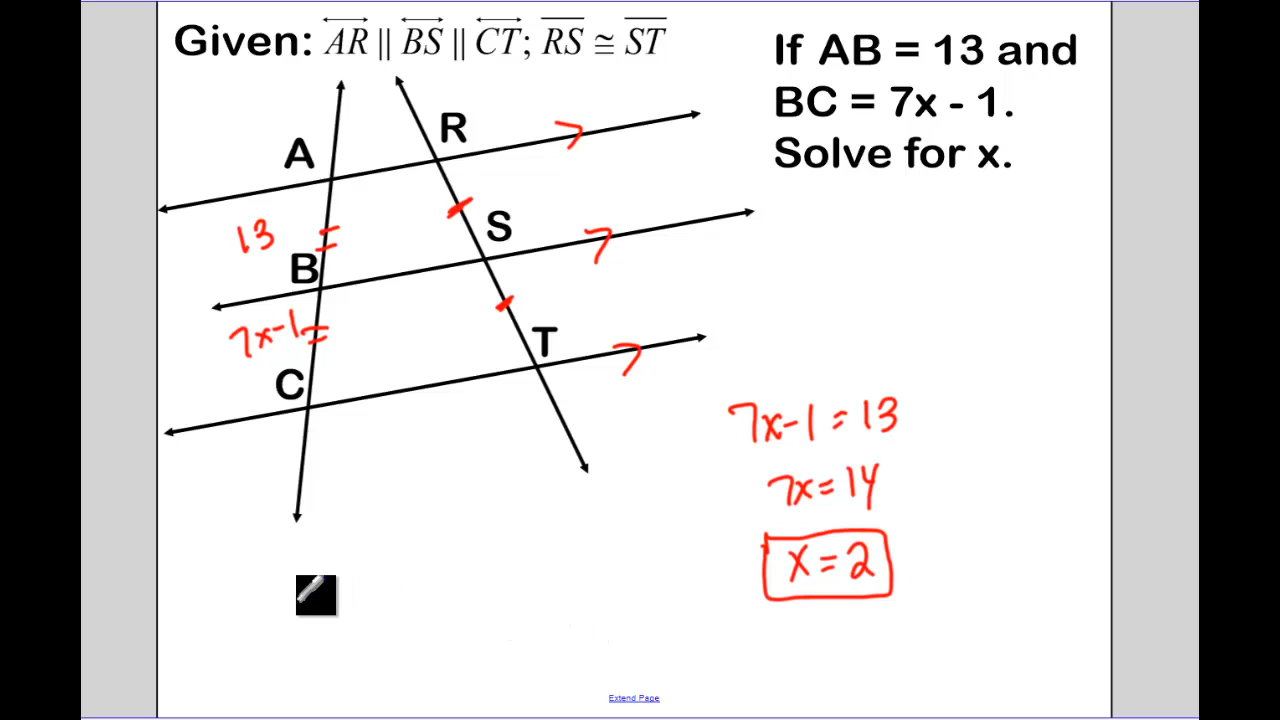 Given: AR || BS || CT; RS ≅ ST
If AB = 13 and
BC = 7x - 1.
Solve for x.
A
R
13
S
B
7x-1
T
C
7x-1 = 13
7x = 14
x = 2
Extend Page